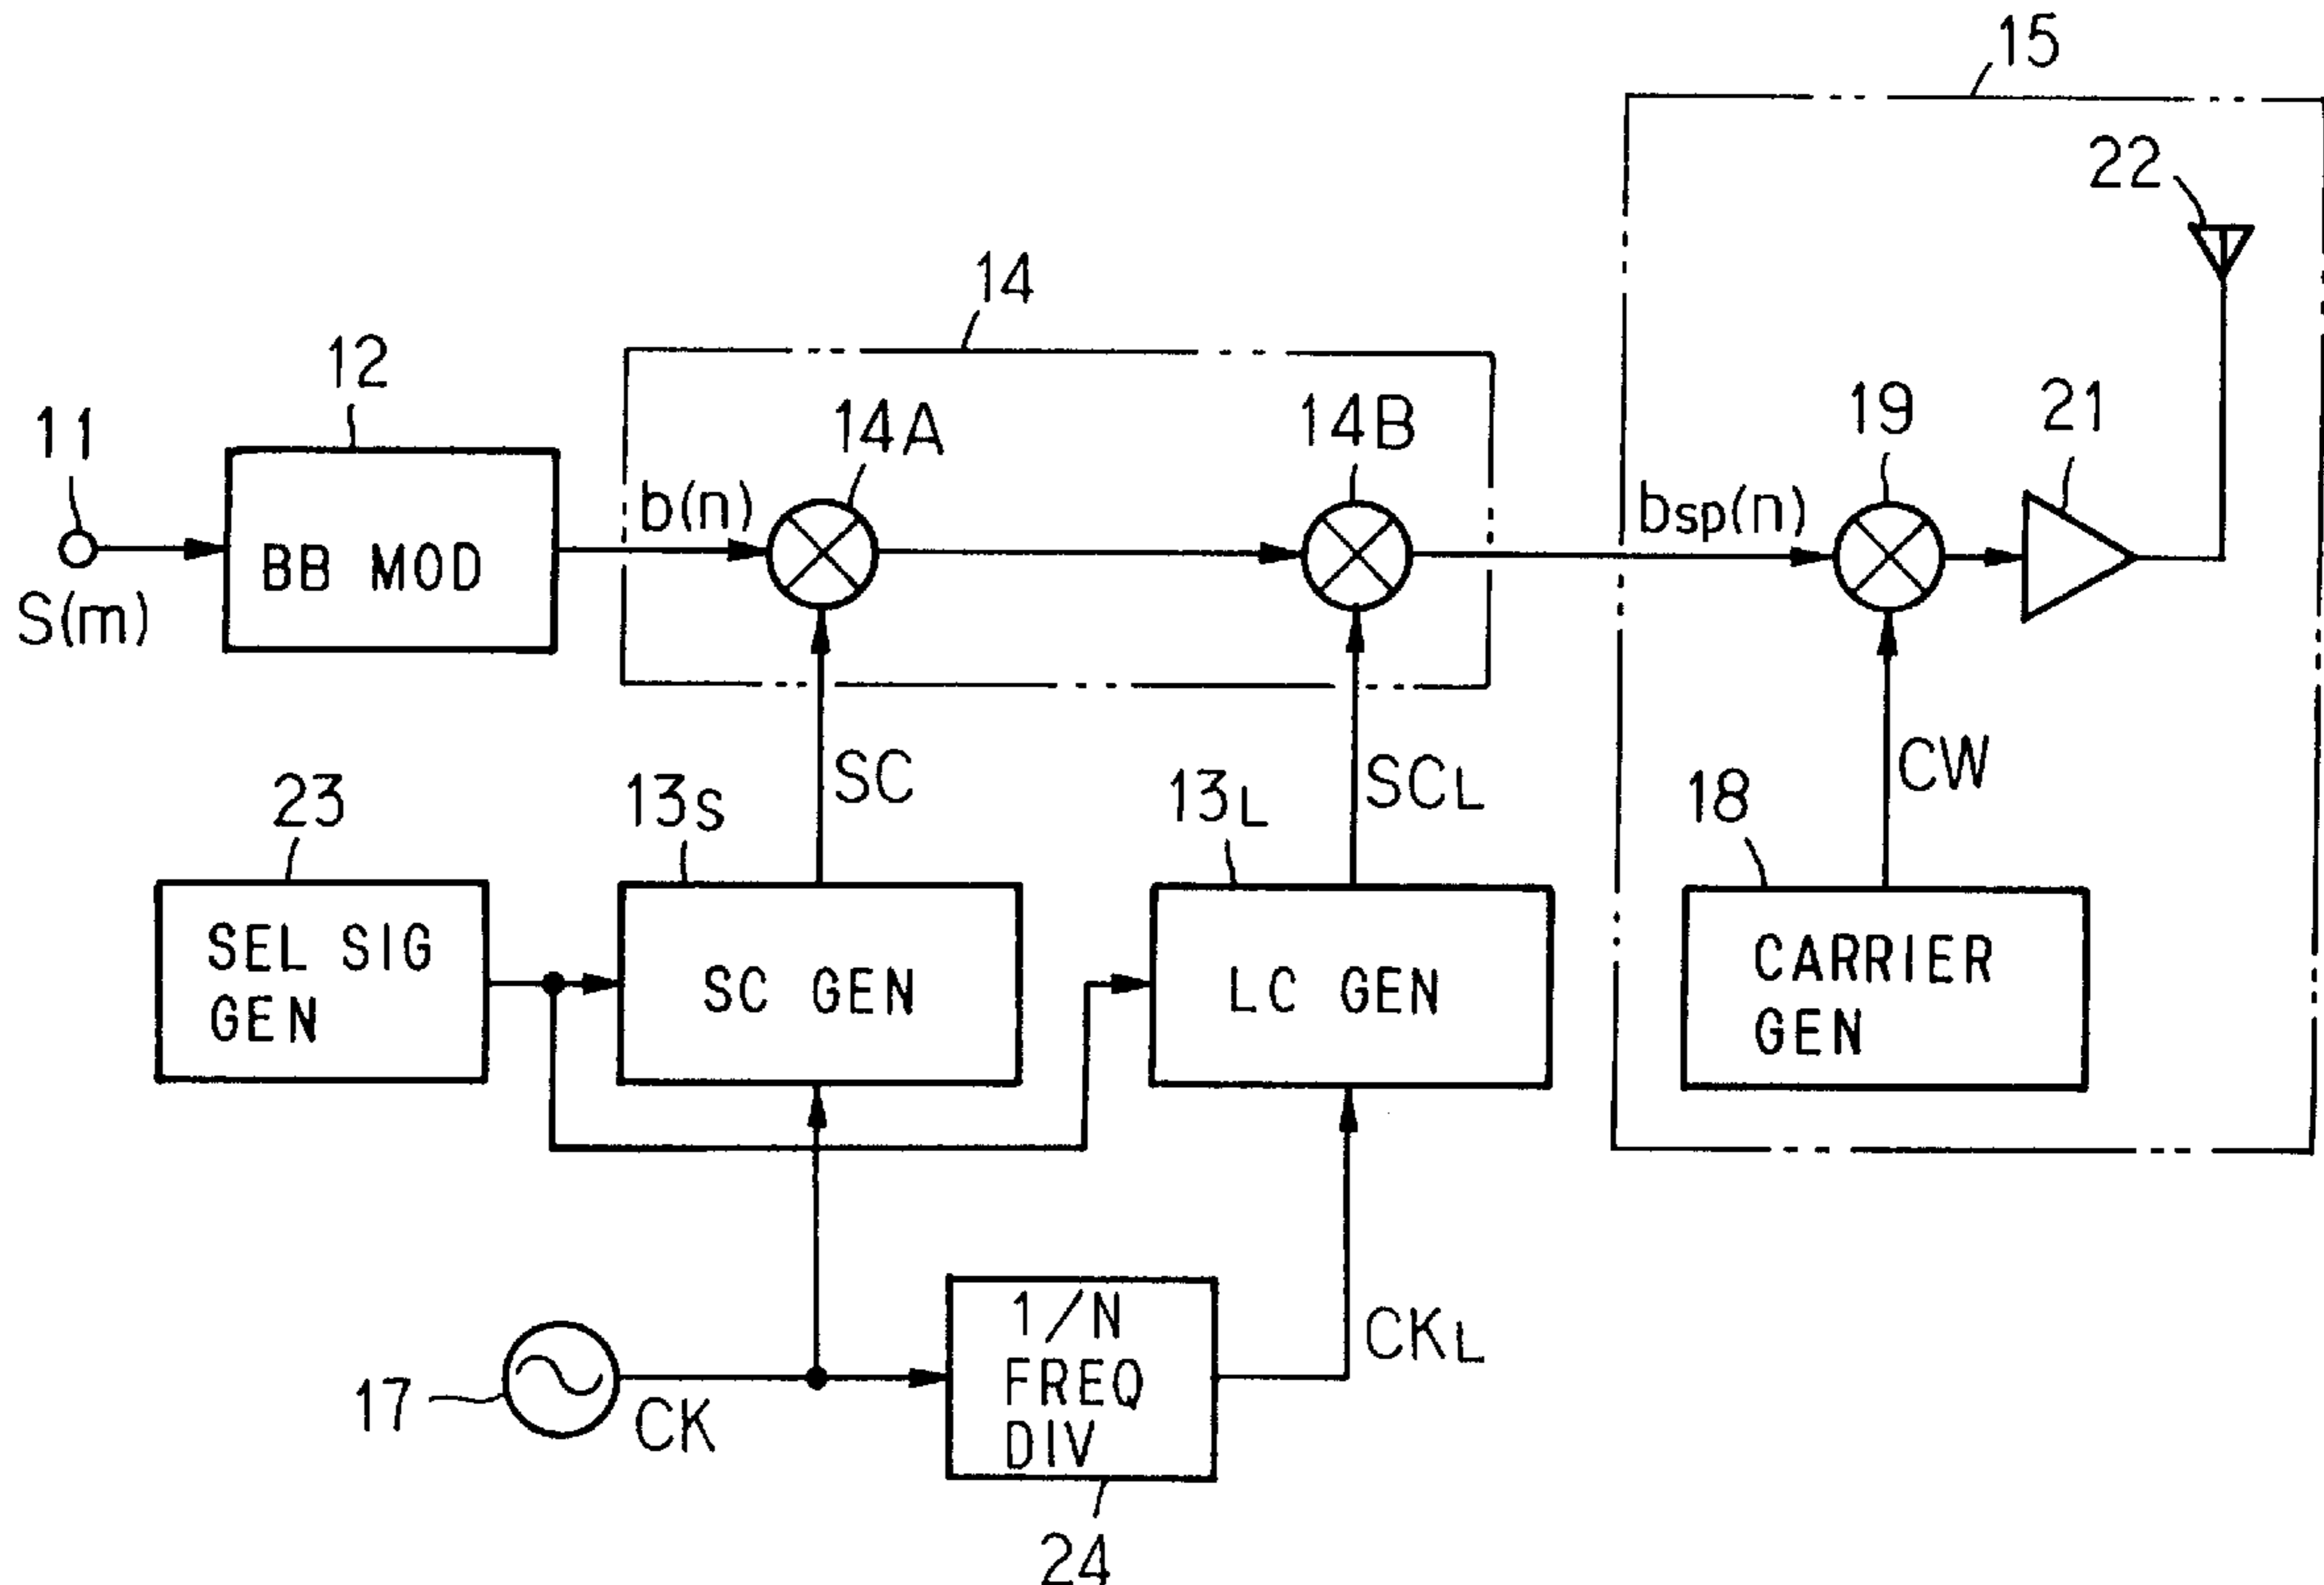 15
22
14
12
14A
14B
19
21
11
b(n)
bsp(n)
BB MOD
S(m)
SC
SCL
CW
23
13S
13L
18
SEL SIG
GEN
SC GEN
LC GEN
CARRIER
GEN
1/N
FREQ
DIV
CKL
17
CK
24